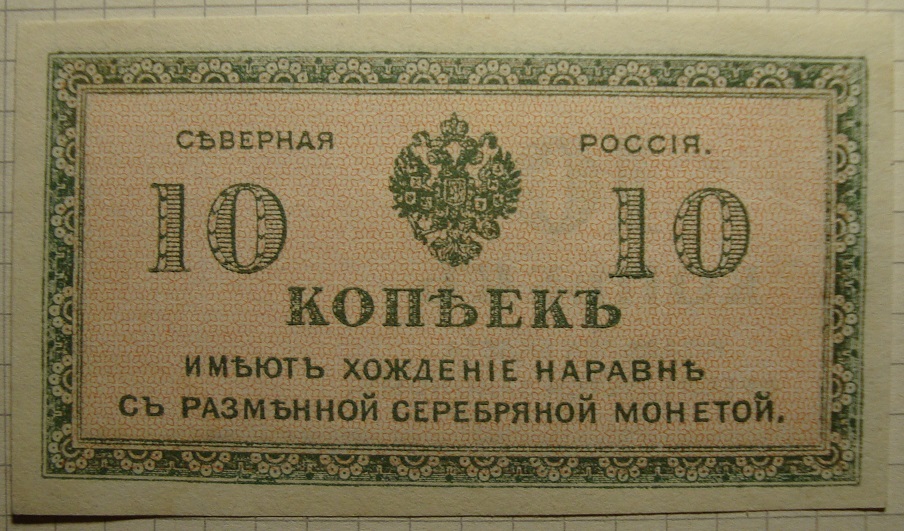 СѢВЕРНАЯ РОССІЯ.
10 10
КОПѢЕКЪ
ИМѢЮТЪ ХОЖДЕНІЕ НАРАВНѢ
СЪ РАЗМѢННОЙ СЕРЕБРЯНОЙ МОНЕТОЙ.